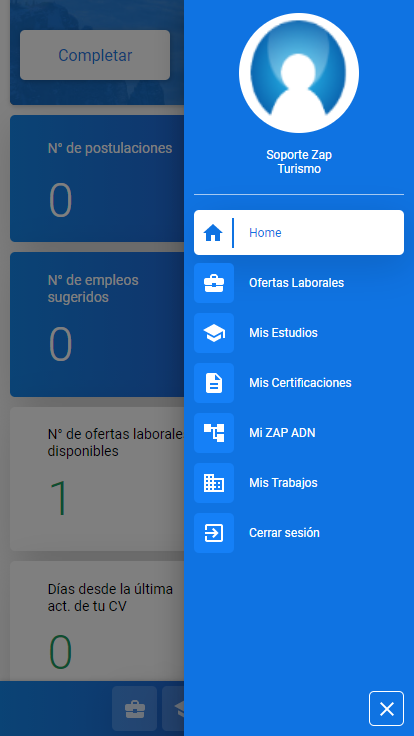 Completar
N° de postulaciones
0
N° de empleos
sugeridos
0
N° de ofertas laborale
disponibles
1
Días desde la última
act. de tu CV
0
Soporte Zap
Turismo
Home
Ofertas Laborales
Mis Estudios
Mis Certificaciones
Mi ZAP ADN
Mis Trabajos
Cerrar sesión